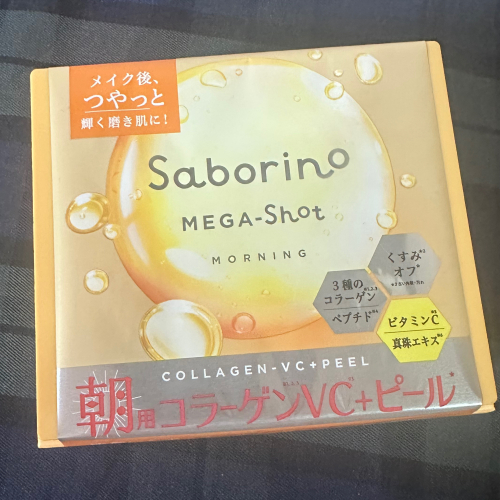 メイク後、
つやっと
輝く磨き肌に!
Saborino
MEGA-Shot
MORNING
くすみ
オフ
3種の
コラーゲン
ペプチド
ビタミンC
真珠エキス
COLLAGEN-VC+PEEL
朝用コラーゲンVC+ピール